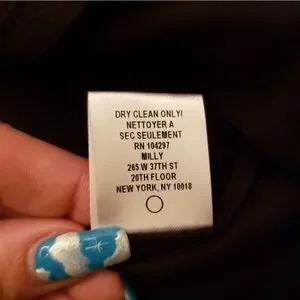 DRY CLEAN ONLY!
NETTOYER A
SEC SEULEMENT
RN 104297
MILLY
265 W 37TH ST
20TH FLOOR
NEW YORK, NY 10018